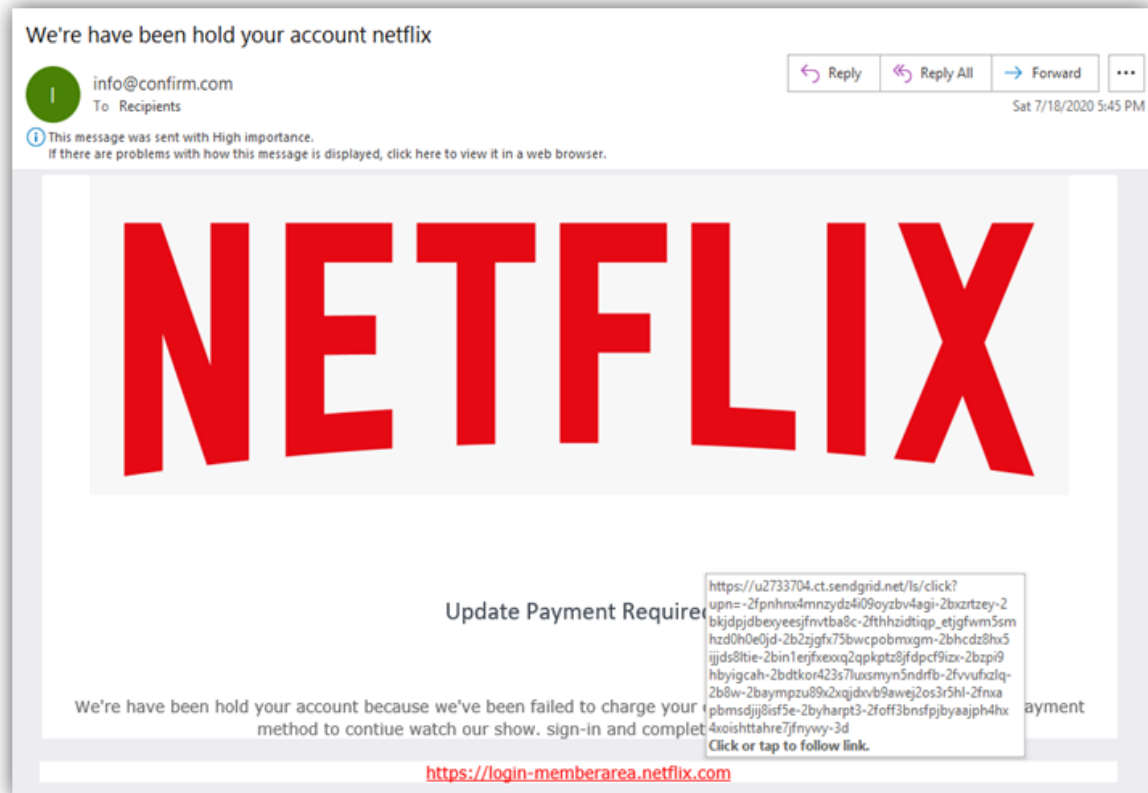 We're have been hold your account netflix
Reply
Reply All
Forward
I
info@confirm.com
To Recipients
Sat 7/18/2020 5:45 PM
This message was sent with High importance.
If there are problems with how this message is displayed, click here to view it in a web browser.
NETFLIX
Update Payment Require
https://u2733704.ct.sendgrid.net/ls/click?
upn=-2fpnhnx4mnzydz4i09oyzbv4agi-2bxzrtzey-2
bkjdpjdbexyeesjfnvtba8c-2fthhzidtiqp_etjgfwm5sm
hzd0h0e0jd-2b2zjgfx75bwcpobmxgm-2bhcdz8hx5
ijjds8ltie-2bin1erjfxexxq2qpkptz8jfdpcf9izx-2bzpi9
hbyigcah-2bdtkor423s7luxsmyn5ndrfb-2fvvufxzlq-
2b8w-2baympzu89x2xqjdxvb9awej2os3r5hl-2fnxa
pbmsdjij8isf5e-2byharpt3-2foff3bnsfpjbyaajph4hx
4xoishttahre7jfnywy-3d
Click or tap to follow link.
We're have been hold your account because we've been failed to charge your ayment
method to contiue watch our show. sign-in and complet
https://login-memberarea.netflix.com